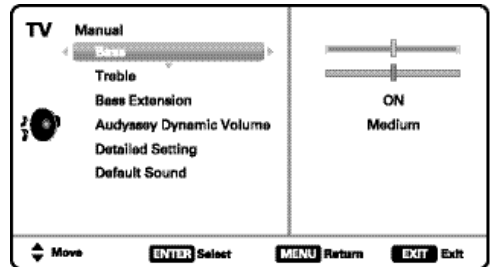 TV Manual
Bass
Treble
Bass Extension ON
Audyssey Dynamic Volume Medium
Detailed Setting
Default Sound
Move ENTER Select MENU Return EXIT Exit